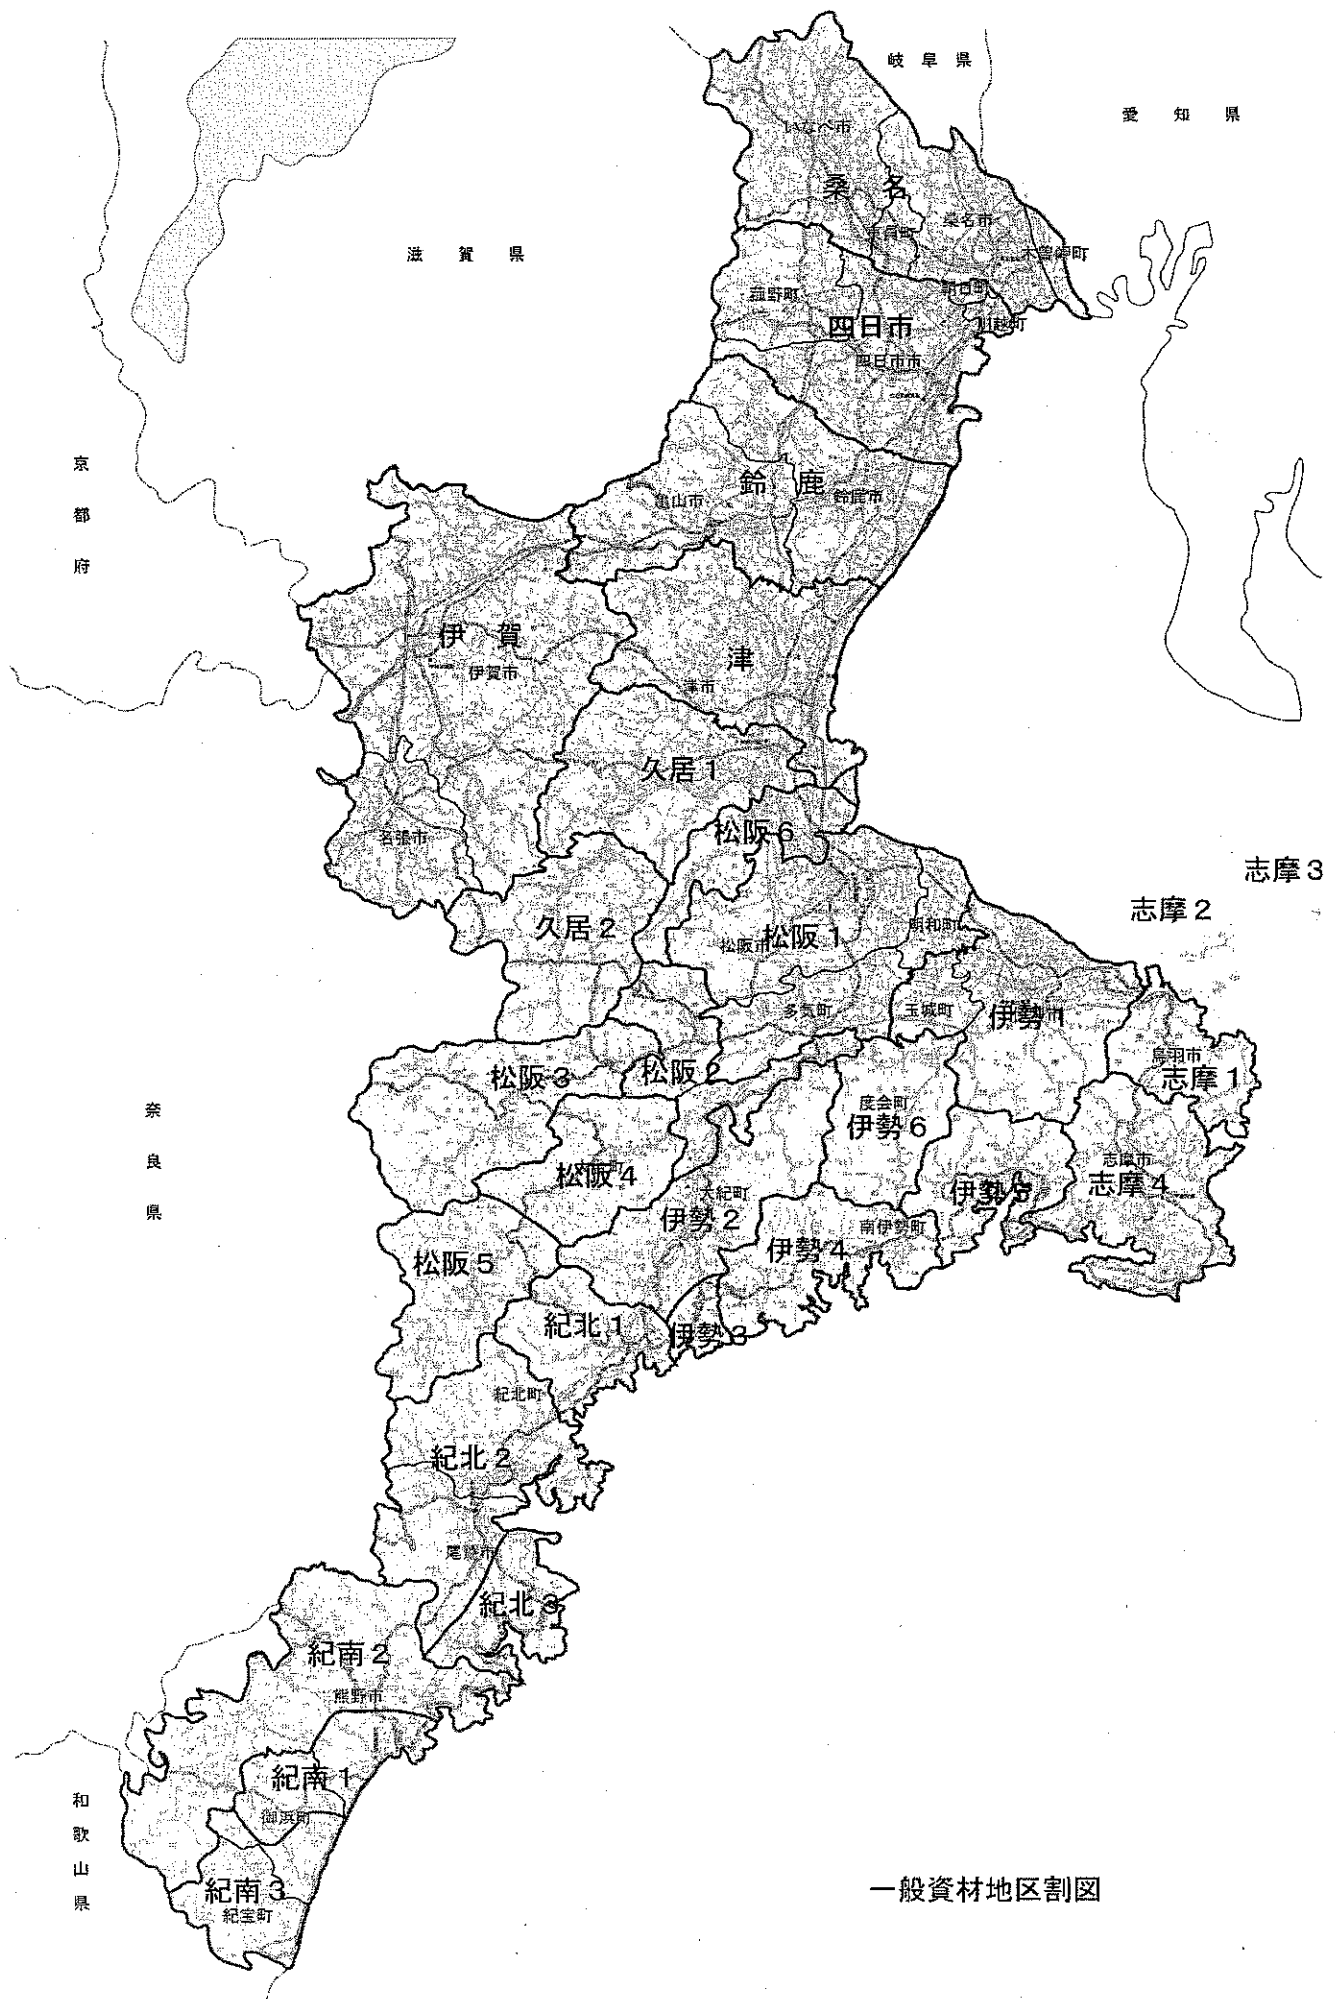 岐阜県
愛知県
いなべ市
桑名
桑名市
東員町
木曽岬町
滋賀県
菰野町
朝日町
四日市
川越町
四日市市
京都府
鈴鹿
亀山市
鈴鹿市
伊賀
伊賀市
津
津市
久居1
松阪6
名張市
志摩3
志摩2
久居2
松阪市
松阪1
明和町
多気町
玉城町
伊勢1
鳥羽市
志摩1
松阪3
松阪2
度会町
伊勢6
奈良県
松阪4
志摩市
志摩4
伊勢5
大紀町
伊勢2
南伊勢町
伊勢4
松阪5
紀北1
伊勢3
紀北町
紀北2
尾鷲市
紀北3
紀南2
熊野市
紀南1
御浜町
和歌山県
紀南3
紀宝町
一般資材地区割図